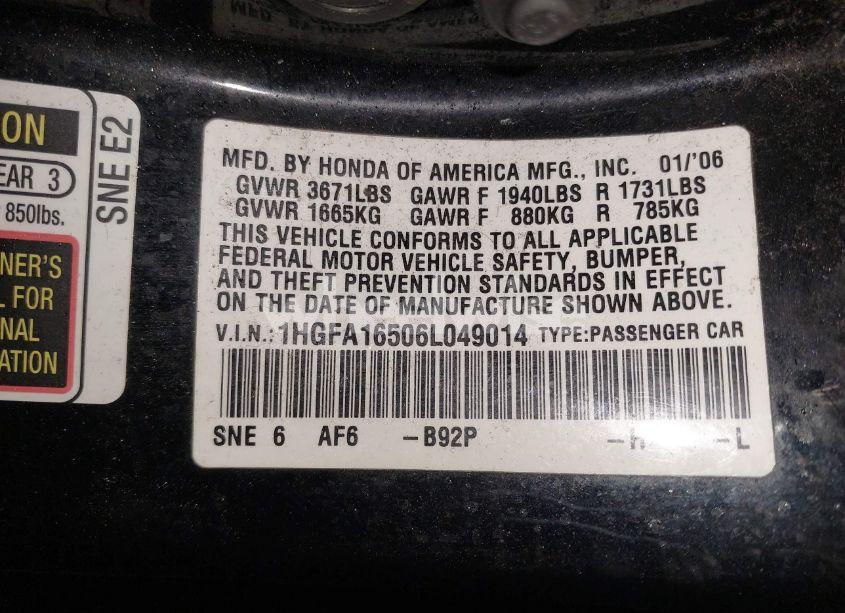 MFD. BY HONDA OF AMERICA MFG., INC. 01/'06
GVWR 3671LBS GAWR F 1940LBS R 1731LBS
GVWR 1665KG GAWR F 880KG R 785KG
THIS VEHICLE CONFORMS TO ALL APPLICABLE
FEDERAL MOTOR VEHICLE SAFETY, BUMPER,
AND THEFT PREVENTION STANDARDS IN EFFECT
ON THE DATE OF MANUFACTURE SHOWN ABOVE.
V.I.N.: 1HGFA16506L049014 TYPE:PASSENGER CAR
SNE 6 AF6 -B92P -H -L
ION
EAR 3
850lbs.
NER'S
L FOR
NAL
ATION
SNE E2